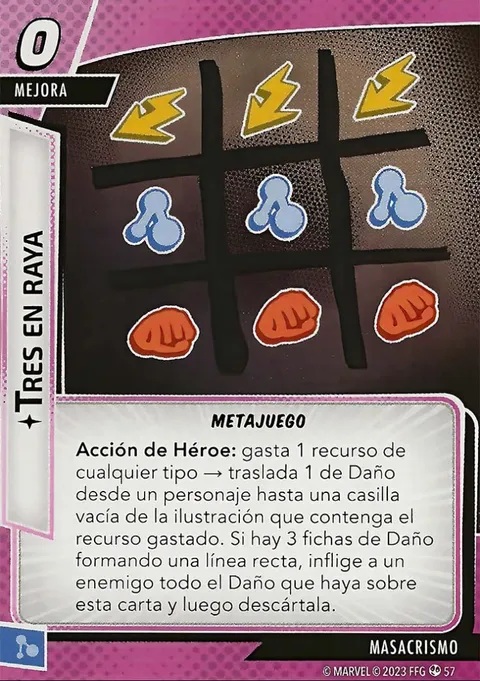 0
MEJORA
TRES EN RAYA
METAJUEGO
Acción de Héroe: gasta 1 recurso de
cualquier tipo → traslada 1 de Daño
desde un personaje hasta una casilla
vacía de la ilustración que contenga el
recurso gastado. Si hay 3 fichas de Daño
formando una línea recta, inflige a un
enemigo todo el Daño que haya sobre
esta carta y luego descártala.
MASACRISMO
© MARVEL © 2023 FFG 57